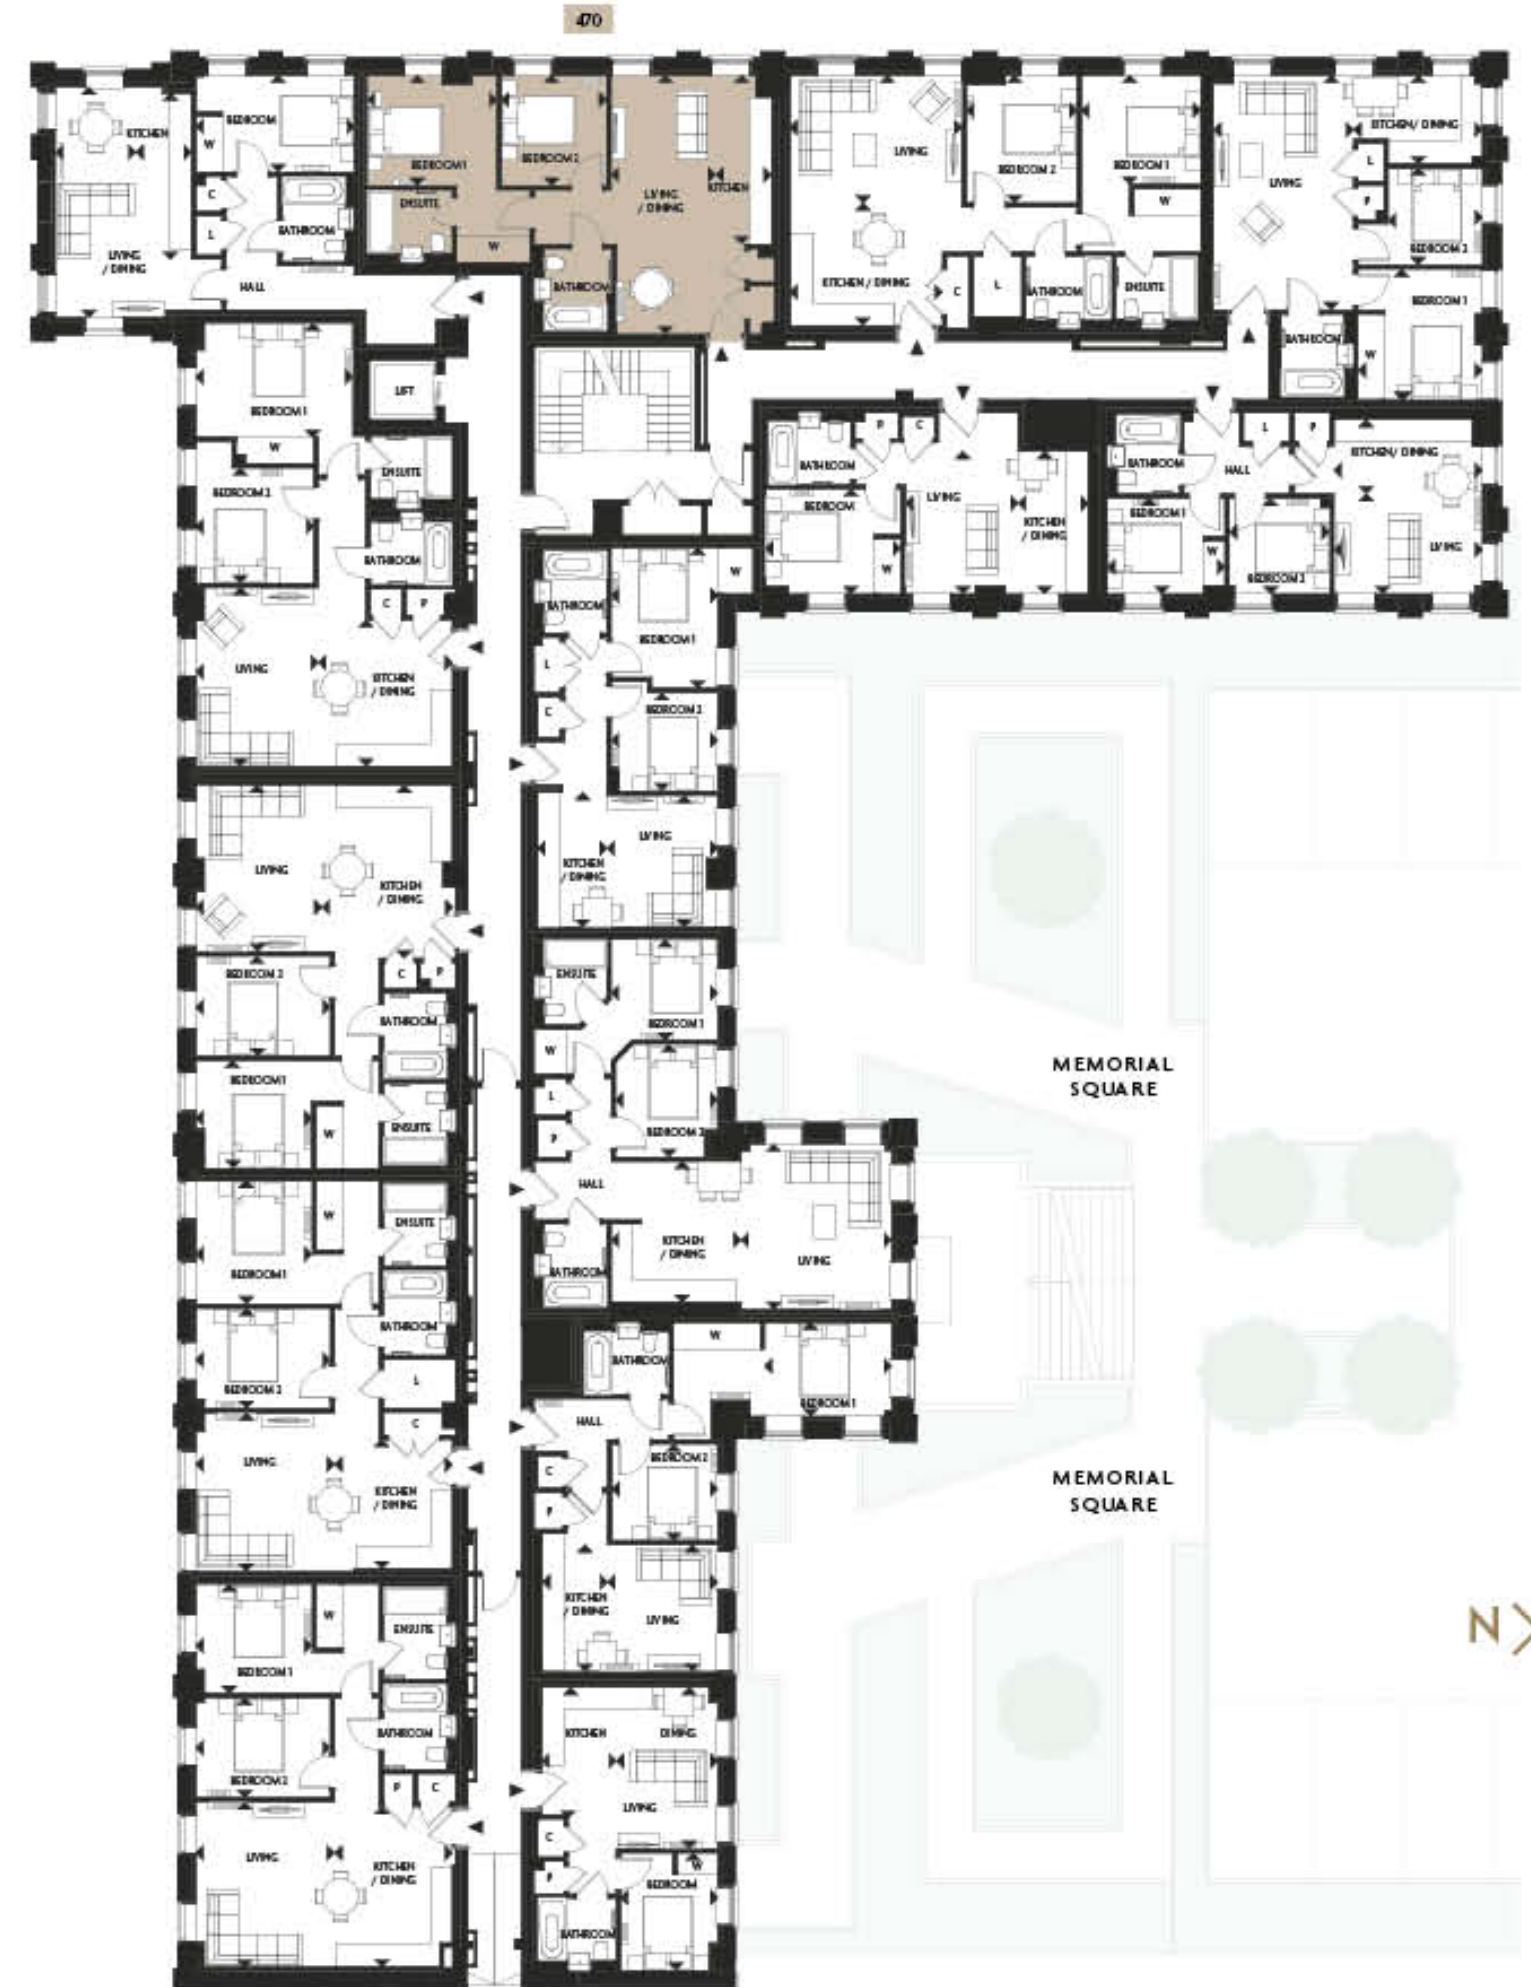 470
KITCHEN
LIVING
/ DINING
BEDROOM
W
C
L
BATHROOM
HALL
BEDROOM 1
ENSUITE
W
BEDROOM 2
BATHROOM
LIVING
/ DINING
KITCHEN
LIVING
KITCHEN / DINING
BEDROOM 2
BEDROOM 1
W
C
L
BATHROOM
ENSUITE
LIVING
KITCHEN/ DINING
L
P
BEDROOM 2
BEDROOM 1
BATHROOM
W
LIFT
BEDROOM 1
W
ENSUITE
BEDROOM 2
BATHROOM
C
P
LIVING
KITCHEN
/ DINING
BATHROOM
P
C
BEDROOM
W
LIVING
KITCHEN
/ DINING
BATHROOM
HALL
L
P
KITCHEN/ DINING
BEDROOM 1
W
BEDROOM 2
LIVING
BATHROOM
BEDROOM 1
W
L
C
BEDROOM 2
LIVING
KITCHEN
/ DINING
LIVING
KITCHEN
/ DINING
BEDROOM 2
C
P
BATHROOM
BEDROOM 1
W
ENSUITE
ENSUITE
BEDROOM 1
W
L
P
BEDROOM 2
HALL
KITCHEN
/ DINING
LIVING
BATHROOM
MEMORIAL
SQUARE
BEDROOM 1
W
ENSUITE
BEDROOM 2
BATHROOM
L
C
LIVING
KITCHEN
/ DINING
BATHROOM
W
BEDROOM 1
HALL
C
P
BEDROOM 2
KITCHEN
/ DINING
LIVING
MEMORIAL
SQUARE
N
BEDROOM 1
W
ENSUITE
BEDROOM 2
BATHROOM
P
C
LIVING
KITCHEN
/ DINING
KITCHEN
DINING
LIVING
C
P
W
BEDROOM
BATHROOM